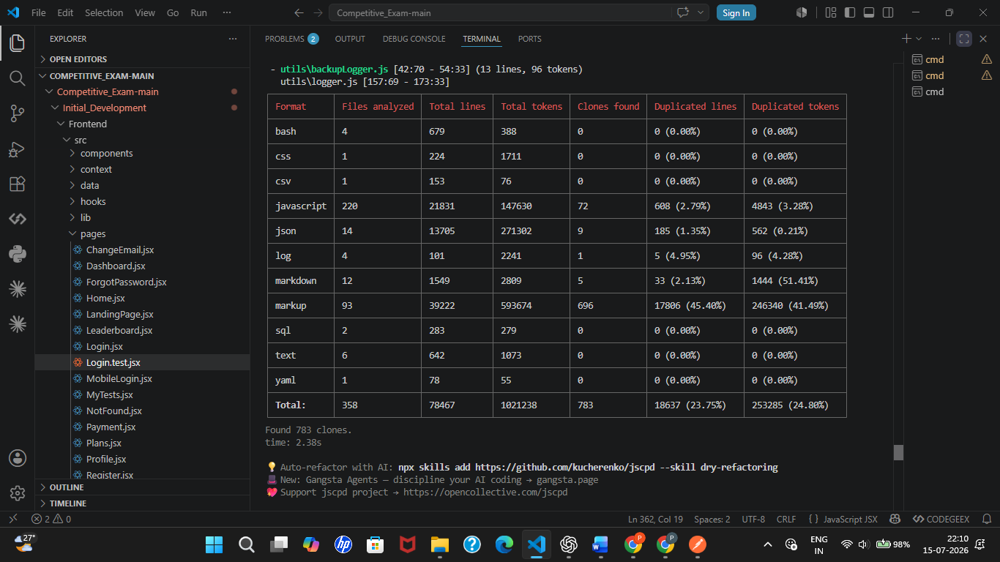 File Edit Selection View Go Run ··· Competitive_Exam-main Sign In
EXPLORER ···
OPEN EDITORS
COMPETITIVE_EXAM-MAIN
Competitive_Exam-main
Initial_Development
Frontend
src
components
context
data
hooks
lib
pages
ChangeEmail.jsx
Dashboard.jsx
ForgotPassword.jsx
Home.jsx
LandingPage.jsx
Leaderboard.jsx
Login.jsx
Login.test.jsx
MobileLogin.jsx
MyTests.jsx
NotFound.jsx
Payment.jsx
Plans.jsx
Profile.jsx
Register.jsx
OUTLINE
TIMELINE
PROBLEMS 2 OUTPUT DEBUG CONSOLE TERMINAL PORTS
- utils\backupLogger.js [42:70 - 54:33] (13 lines, 96 tokens)
utils\logger.js [157:69 - 173:33]
Format Files analyzed Total lines Total tokens Clones found Duplicated lines Duplicated tokens
bash 4 679 388 0 0 (0.00%) 0 (0.00%)
css 1 224 1711 0 0 (0.00%) 0 (0.00%)
csv 1 153 76 0 0 (0.00%) 0 (0.00%)
javascript 220 21831 147630 72 608 (2.79%) 4843 (3.28%)
json 14 13705 271302 9 185 (1.35%) 562 (0.21%)
log 4 101 2241 1 5 (4.95%) 96 (4.28%)
markdown 12 1549 2809 5 33 (2.13%) 1444 (51.41%)
markup 93 39222 593674 696 17806 (45.40%) 246340 (41.49%)
sql 2 283 279 0 0 (0.00%) 0 (0.00%)
text 6 642 1073 0 0 (0.00%) 0 (0.00%)
yaml 1 78 55 0 0 (0.00%) 0 (0.00%)
Total: 358 78467 1021238 783 18637 (23.75%) 253285 (24.80%)
Found 783 clones.
time: 2.38s
💡 Auto-refactor with AI: npx skills add https://github.com/kucherenko/jscpd --skill dry-refactoring
🎩 New: Gangsta Agents — discipline your AI coding → gangsta.page
💖 Support jscpd project → https://opencollective.com/jscpd
cmd
cmd
cmd
2 0 Ln 362, Col 19 Spaces: 2 UTF-8 CRLF { } JavaScript JSX CODEGEEX
27° hp P P ENG IN 98% 22:10
15-07-2026